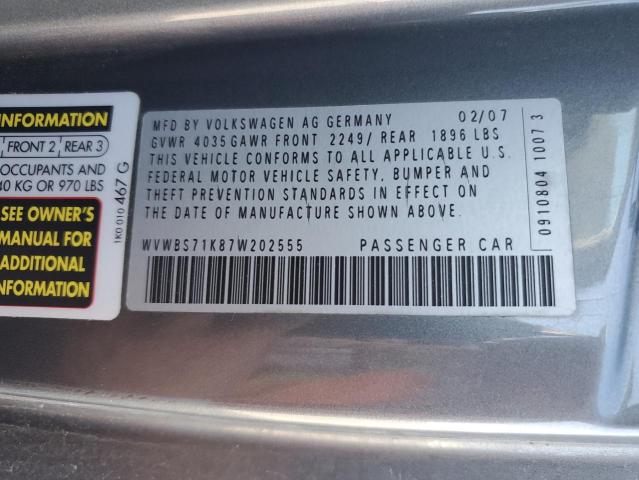 INFORMATION
FRONT 2 REAR 3
OCCUPANTS AND
40 KG OR 970 LBS
SEE OWNER'S
MANUAL FOR
ADDITIONAL
INFORMATION
1K0 010 467 G
MFD BY VOLKSWAGEN AG GERMANY 02/07
GVWR 4035GAWR FRONT 2249/ REAR 1896 LBS
THIS VEHICLE CONFORMS TO ALL APPLICABLE U.S.
FEDERAL MOTOR VEHICLE SAFETY, BUMPER AND
THEFT PREVENTION STANDARDS IN EFFECT ON
THE DATE OF MANUFACTURE SHOWN ABOVE.
WVWBS71K87W202555 PASSENGER CAR
0910804 1007 3